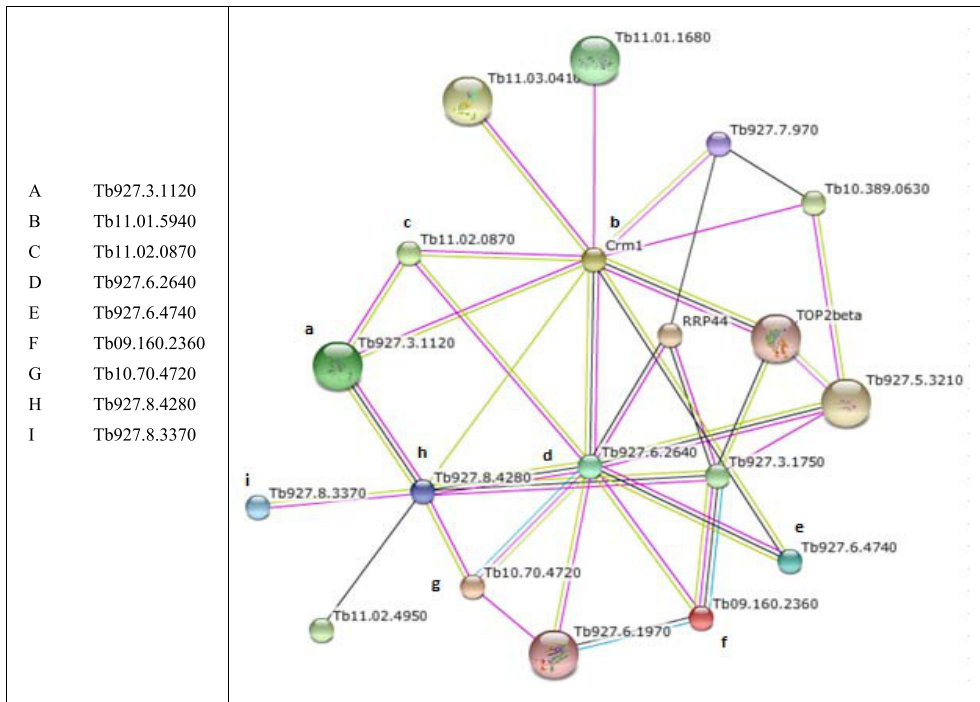 A Tb927.3.1120
B Tb11.01.5940
C Tb11.02.0870
D Tb927.6.2640
E Tb927.6.4740
F Tb09.160.2360
G Tb10.70.4720
H Tb927.8.4280
I Tb927.8.3370
Tb11.01.1680
Tb11.03.0410
Tb927.7.970
Tb10.389.0630
c
Tb11.02.0870
b
Crm1
RRP44
TOP2beta
a
Tb927.3.1120
Tb927.5.3210
d
Tb927.6.2640
Tb927.3.1750
h
Tb927.8.4280
i
Tb927.8.3370
e
Tb927.6.4740
g
Tb10.70.4720
Tb11.02.4950
Tb927.6.1970
Tb09.160.2360
f